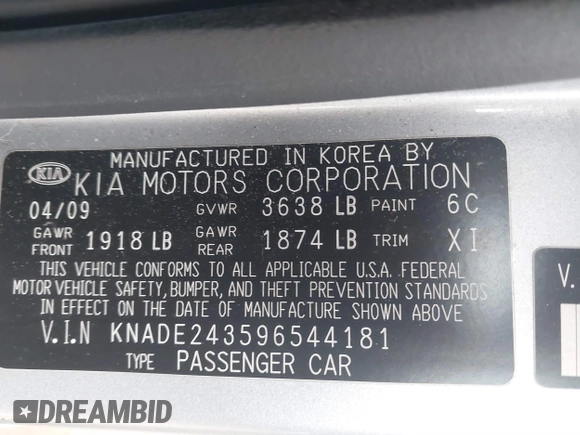 MANUFACTURED IN KOREA BY
KIA KIA MOTORS CORPORATION
04/09 GVWR 3638 LB PAINT 6C
GAWR FRONT 1918 LB GAWR REAR 1874 LB TRIM XI
THIS VEHICLE CONFORMS TO ALL APPLICABLE U.S.A. FEDERAL
MOTOR VEHICLE SAFETY, BUMPER, AND THEFT PREVENTION STANDARDS
IN EFFECT ON THE DATE OF MANUFACTURE SHOWN ABOVE
V.I.N KNADE243596544181
TYPE PASSENGER CAR
V.
DREAMBID